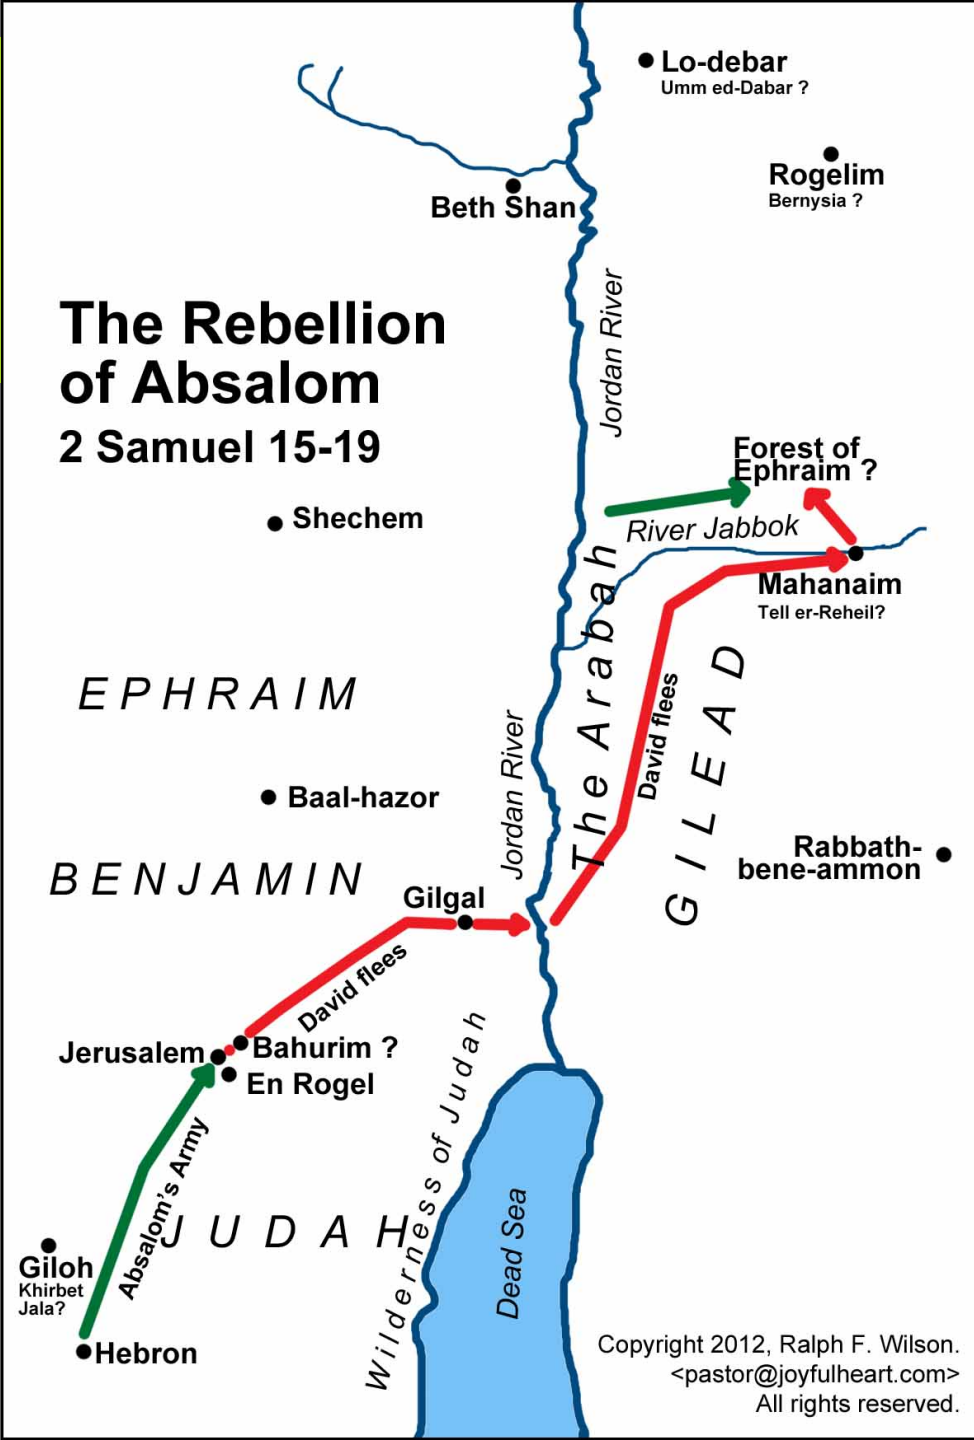 Lo-debar
Umm ed-Dabar ?
Rogelim
Bernysia ?
Beth Shan
Jordan River
The Rebellion
of Absalom
2 Samuel 15-19
Forest of
Ephraim ?
Shechem
River Jabbok
Mahanaim
Tell er-Reheil?
The Arabah
EPHRAIM
David flees
GILEAD
Jordan River
Baal-hazor
Rabbath-
bene-ammon
BENJAMIN
Gilgal
David flees
Jerusalem
Bahurim ?
En Rogel
Wilderness of Judah
Absalom's Army
JUDAH
Dead Sea
Giloh
Khirbet
Jala?
Hebron
Copyright 2012, Ralph F. Wilson.
<pastor@joyfulheart.com>
All rights reserved.